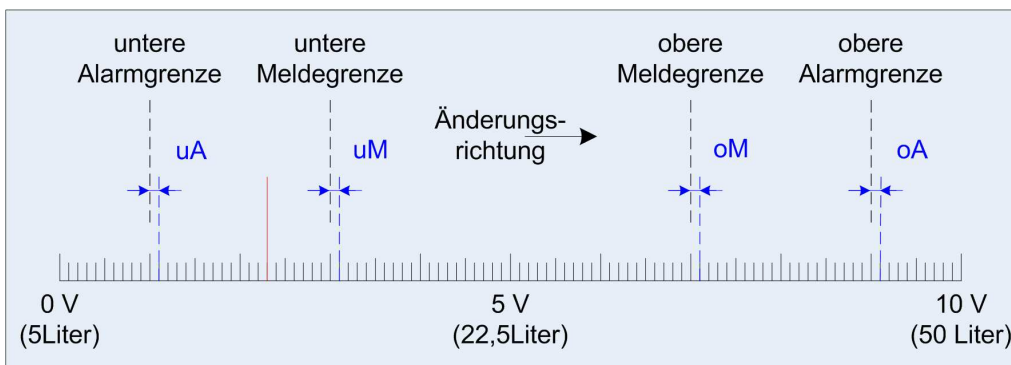 untere
Alarmgrenze
untere
Meldegrenze
obere
Meldegrenze
obere
Alarmgrenze
Änderungs-
richtung
uA
uM
oM
oA
0 V
(5Liter)
5 V
(22,5Liter)
10 V
(50 Liter)